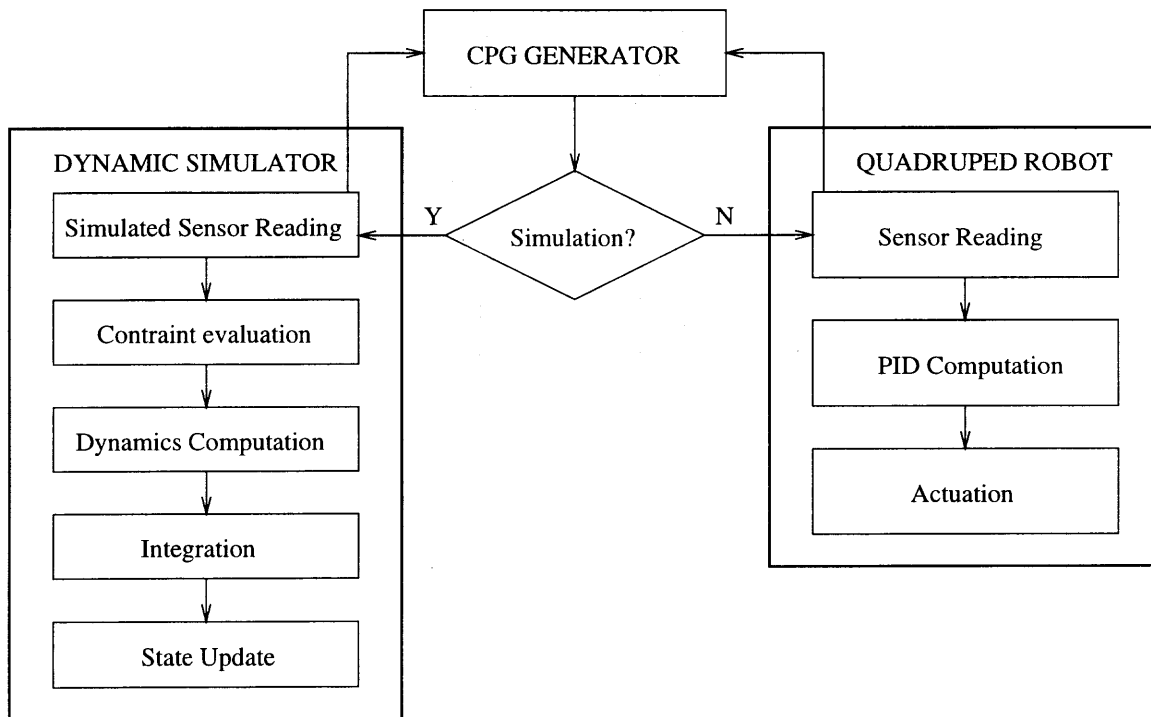 CPG GENERATOR
DYNAMIC SIMULATOR
Simulated Sensor Reading
Contraint evaluation
Dynamics Computation
Integration
State Update
Y
Simulation?
N
QUADRUPED ROBOT
Sensor Reading
PID Computation
Actuation